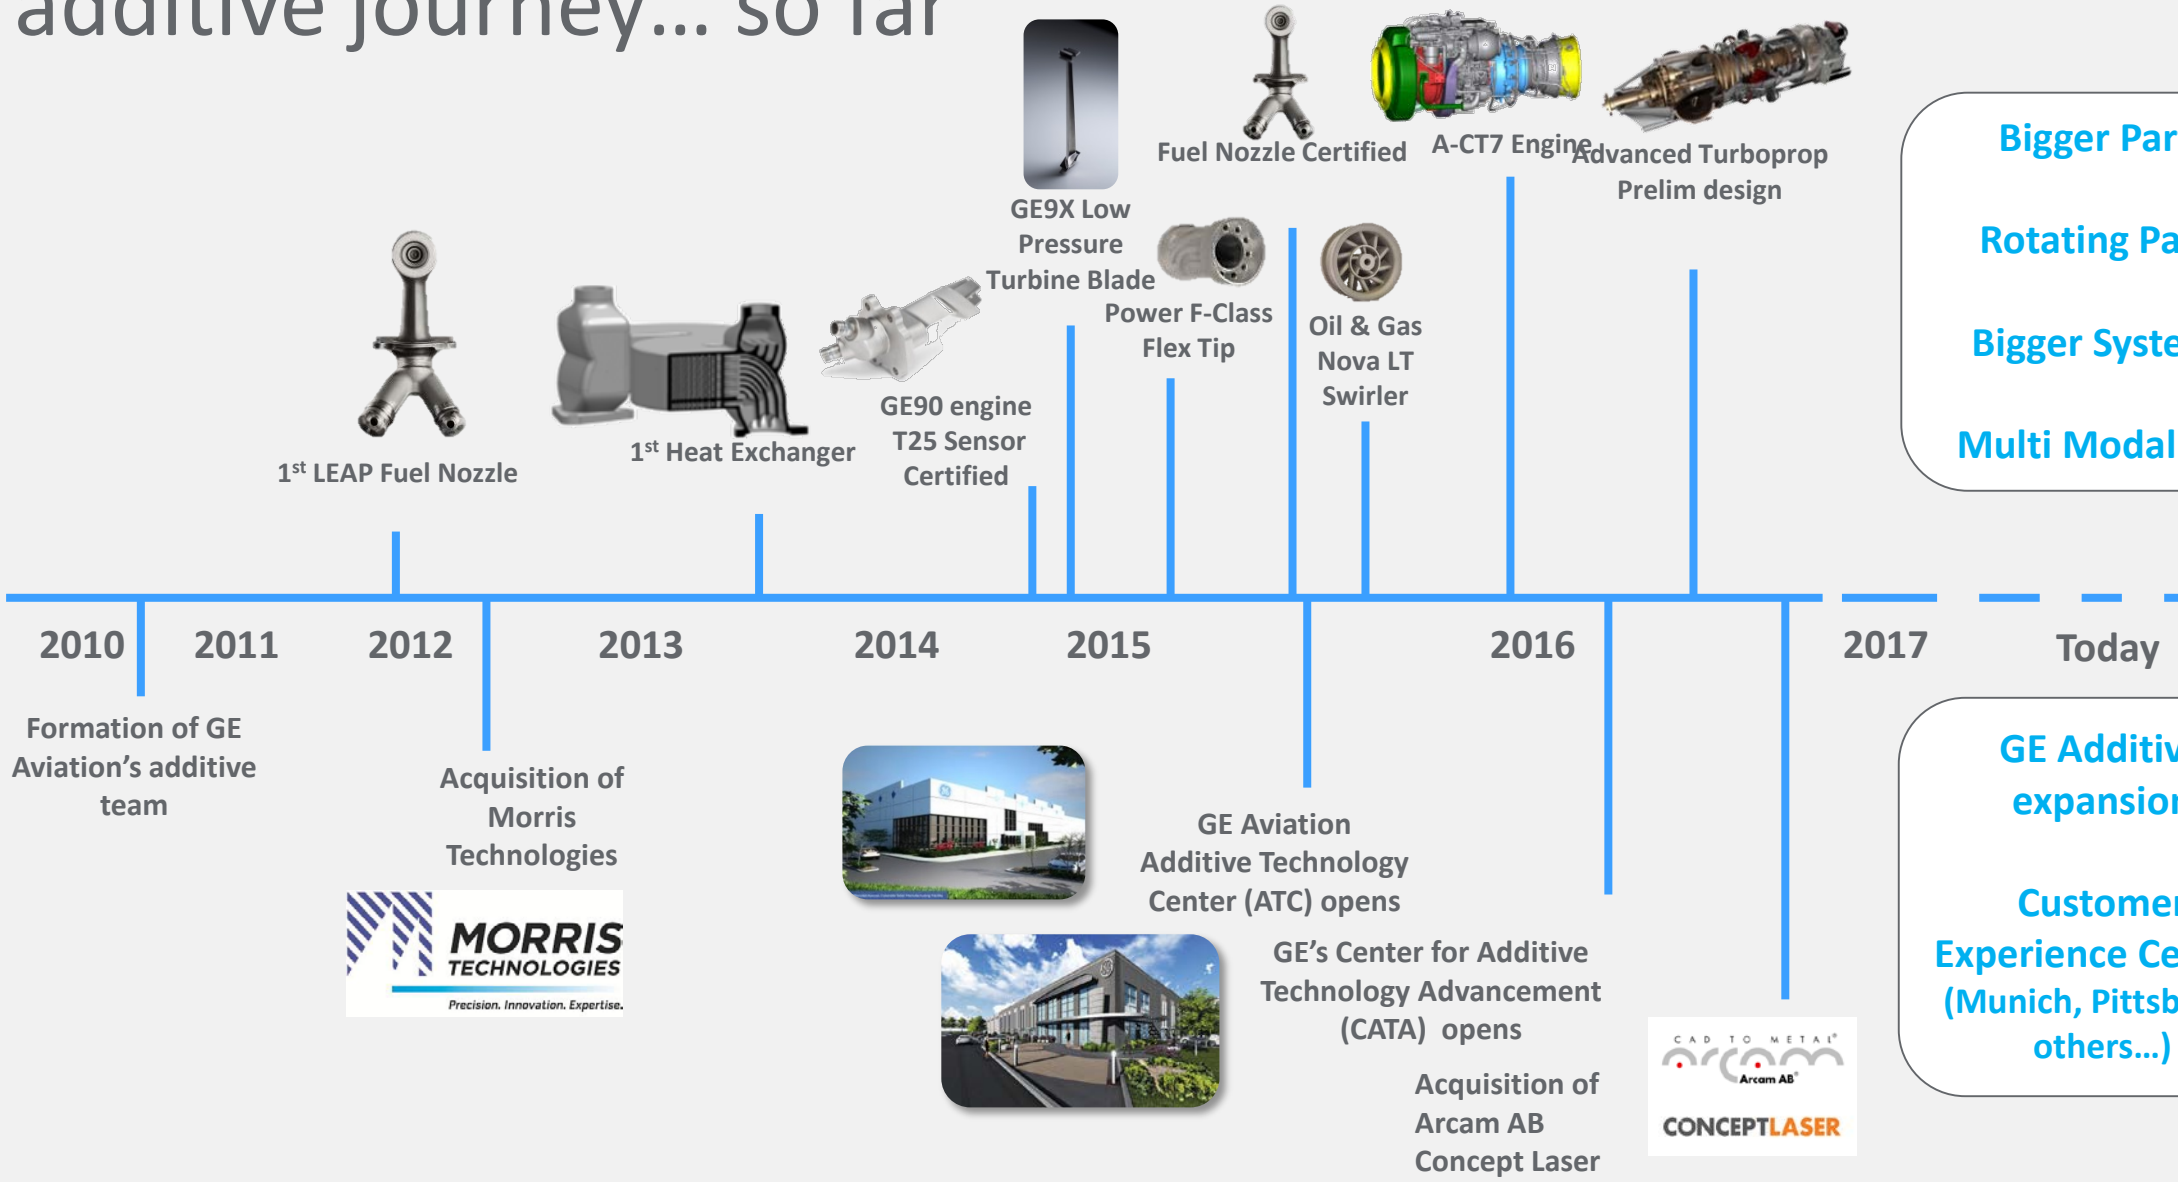 additive journey... so far
Fuel Nozzle Certified
A-CT7 Engine
Advanced Turboprop
Prelim design
GE9X Low
Pressure
Turbine Blade
Power F-Class
Flex Tip
Oil & Gas
Nova LT
Swirler
GE90 engine
T25 Sensor
Certified
1st Heat Exchanger
1st LEAP Fuel Nozzle
Bigger Par
Rotating Pa
Bigger Syste
Multi Modal
2010
2011
2012
2013
2014
2015
2016
2017
Today
Formation of GE
Aviation's additive
team
Acquisition of
Morris
Technologies
MORRIS
TECHNOLOGIES
Precision. Innovation. Expertise.
GE Aviation
Additive Technology
Center (ATC) opens
GE's Center for Additive
Technology Advancement
(CATA) opens
Acquisition of
Arcam AB
Concept Laser
CAD TO METAL®
arcam
Arcam AB®
CONCEPTLASER
GE Additiv
expansion
Customer
Experience Ce
(Munich, Pittsb
others...)